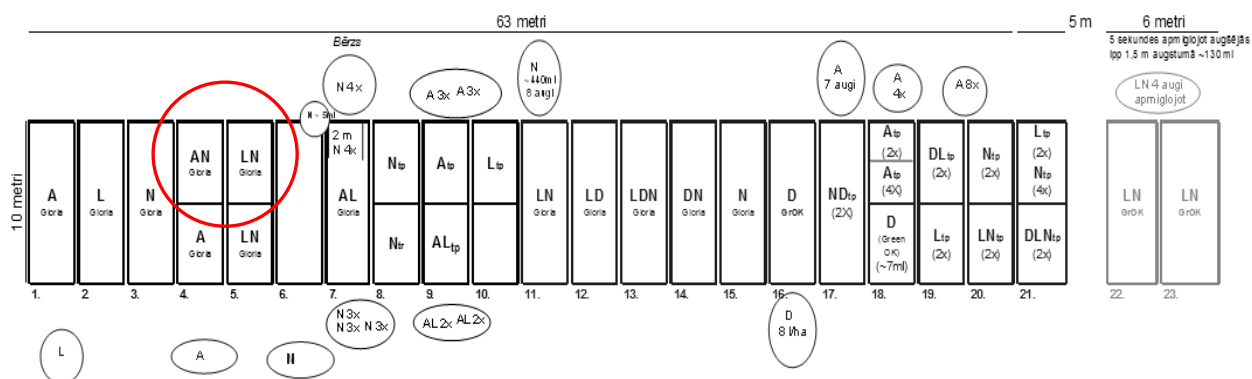 63 metri
5 m
6 metri
5 sekundes apmiglojot augšējās
lpp 1,5 m augstumā ~130 ml
Bērzs
N 4x
A 3x A 3x
N
~440ml
8 augi
A
7 augi
A
4x
A 8x
LN 4 augi
apmiglojot
N ~ 5ml
10 metri
A
Gloria
L
Gloria
N
Gloria
AN
Gloria
A
Gloria
LN
Gloria
LN
Gloria
2 m
N 4x
AL
Gloria
Ntp
Ntr
Atp
ALtp
Ltp
LN
Gloria
LD
Gloria
LDN
Gloria
DN
Gloria
N
Gloria
D
GrOK
NDtp
(2X)
Atp
(2x)
Atp
(4X)
D
(Green
OK)
(~7ml)
DLtp
(2x)
Ltp
(2x)
Ntp
(2x)
LNtp
(2x)
Ltp
(2x)
Ntp
(4x)
DLNtp
(2x)
LN
GrOK
LN
GrOK
1. 2. 3. 4. 5. 6. 7. 8. 9. 10. 11. 12. 13. 14. 15. 16. 17. 18. 19. 20. 21. 22. 23.
L
A
N
N 3x
N 3x N 3x
AL 2x AL 2x
D
8 l/ha